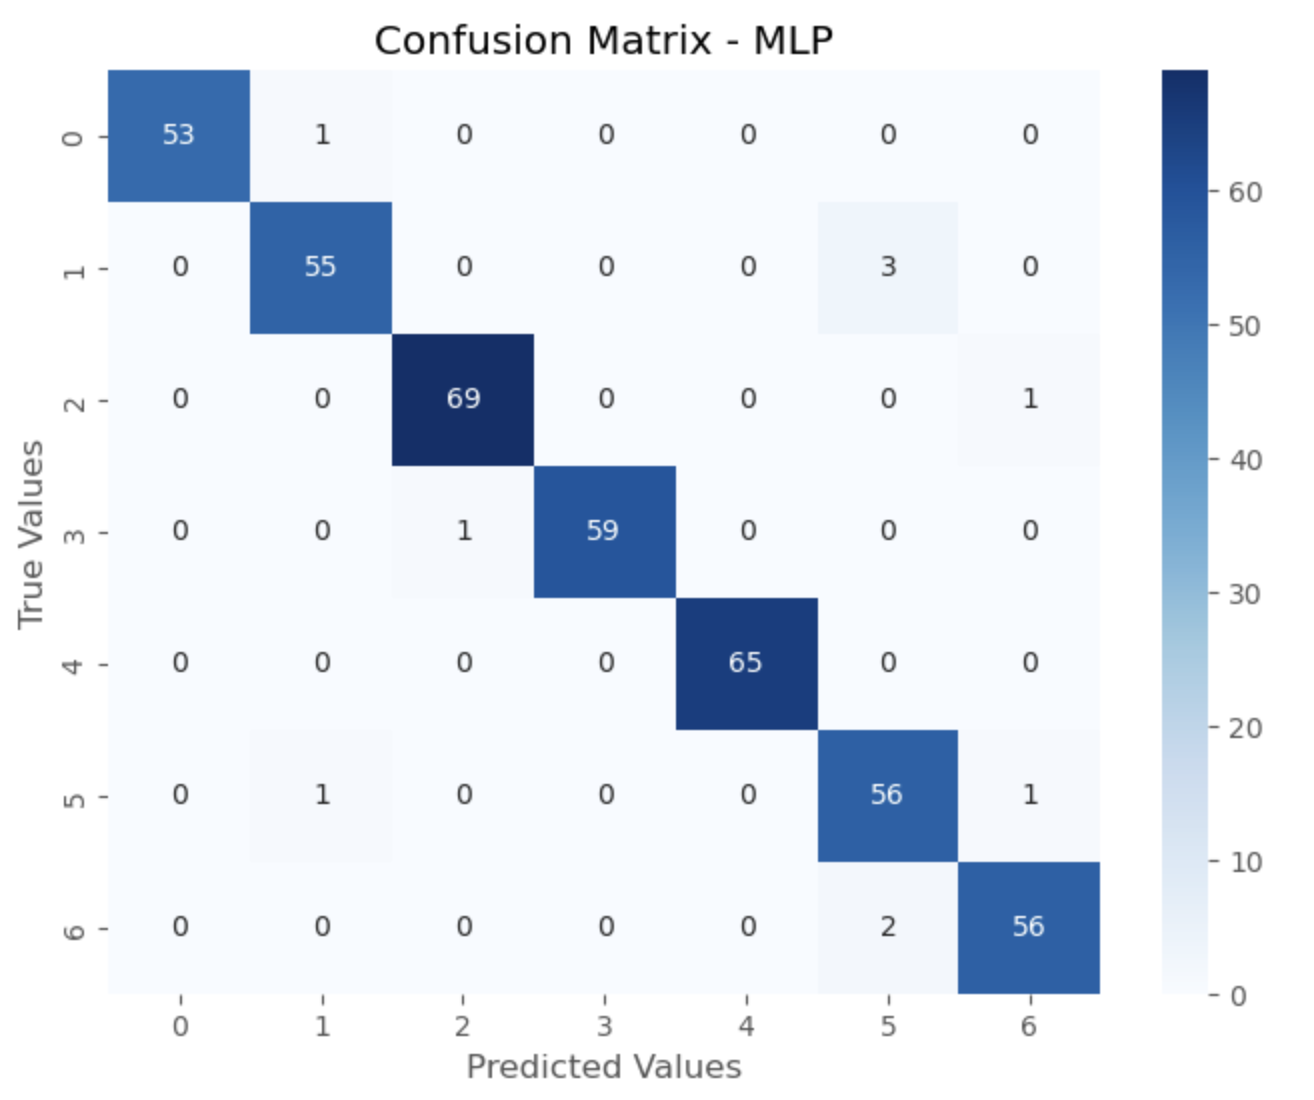 Confusion Matrix - MLP
0 53 1 0 0 0 0 0
1 0 55 0 0 0 3 0
2 0 0 69 0 0 0 1
3 0 0 1 59 0 0 0
4 0 0 0 0 65 0 0
5 0 1 0 0 0 56 1
6 0 0 0 0 0 2 56
0 1 2 3 4 5 6
Predicted Values
True Values
60
50
40
30
20
10
0